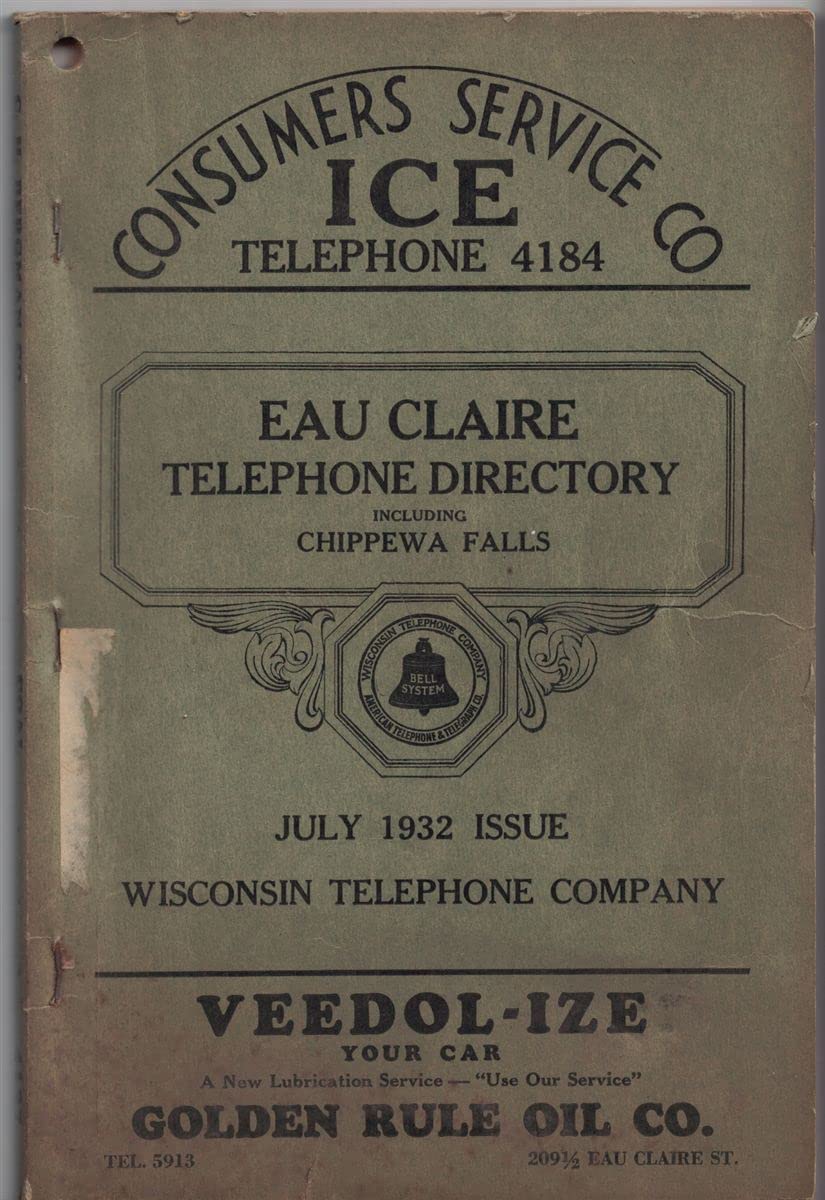 CONSUMERS SERVICE CO
ICE
TELEPHONE 4184
EAU CLAIRE
TELEPHONE DIRECTORY
INCLUDING
CHIPPEWA FALLS
WISCONSIN TELEPHONE COMPANY
BELL
SYSTEM
AMERICAN TELEPHONE & TELEGRAPH CO.
JULY 1932 ISSUE
WISCONSIN TELEPHONE COMPANY
VEEDOL-IZE
YOUR CAR
A New Lubrication Service — "Use Our Service"
GOLDEN RULE OIL CO.
TEL. 5913 209½ EAU CLAIRE ST.